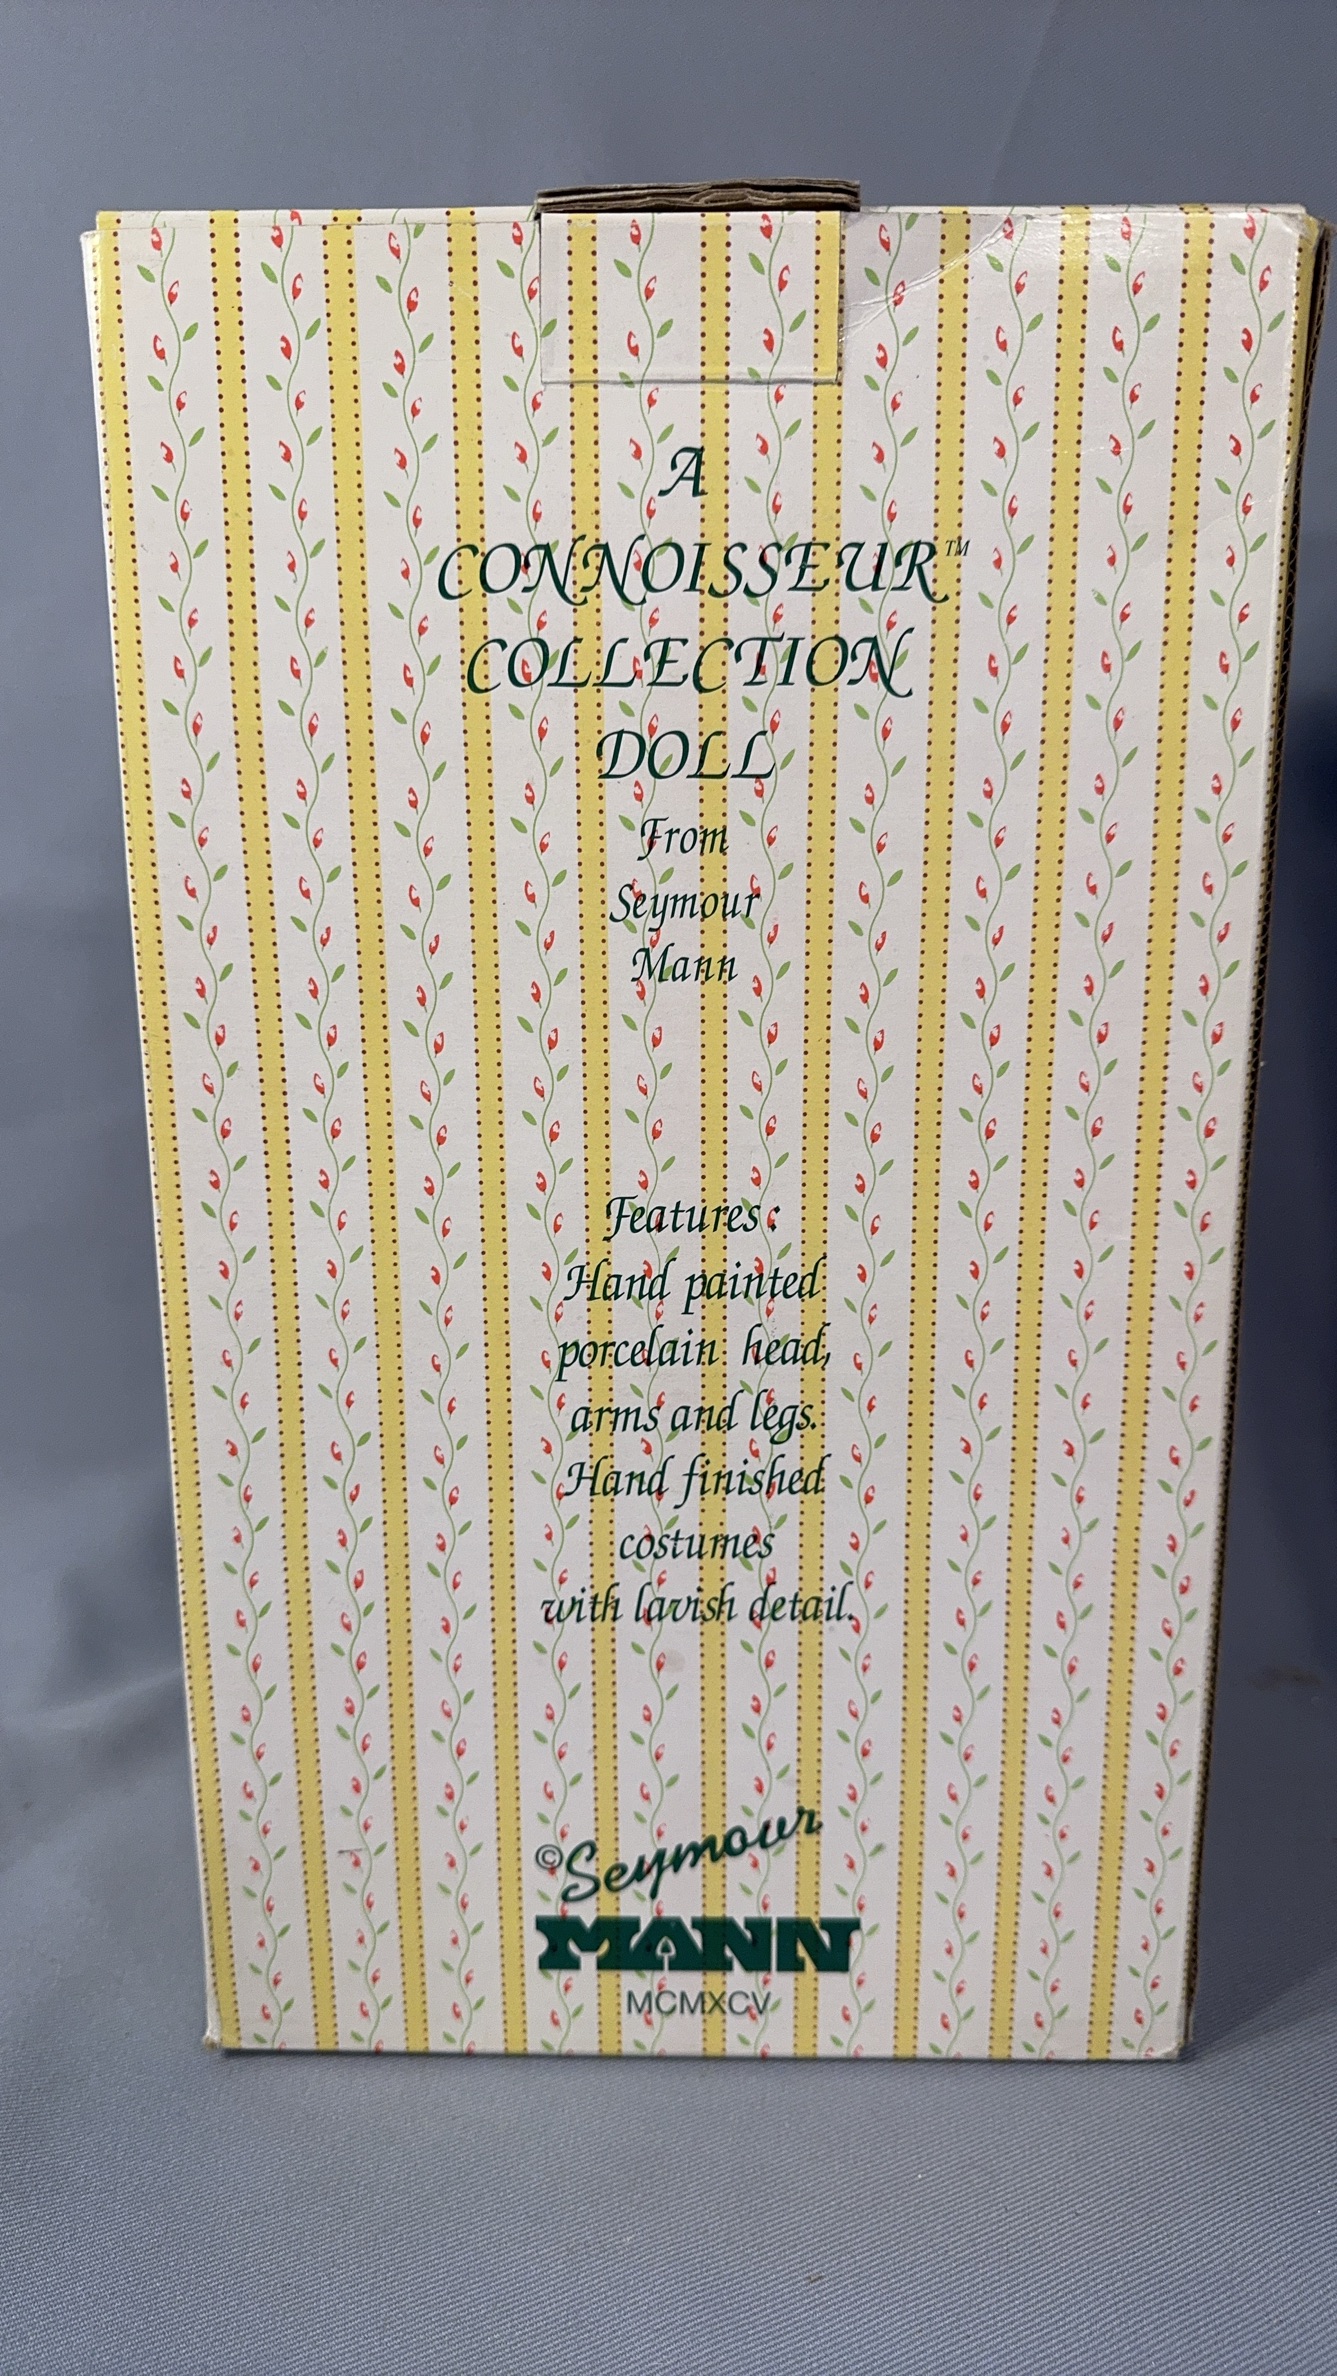 A
CONNOISSEUR™
COLLECTION
DOLL
From
Seymour
Mann
Features:
Hand painted
porcelain head,
arms and legs.
Hand finished
costumes
with lavish detail.
©Seymour
MANN
MCMXCV